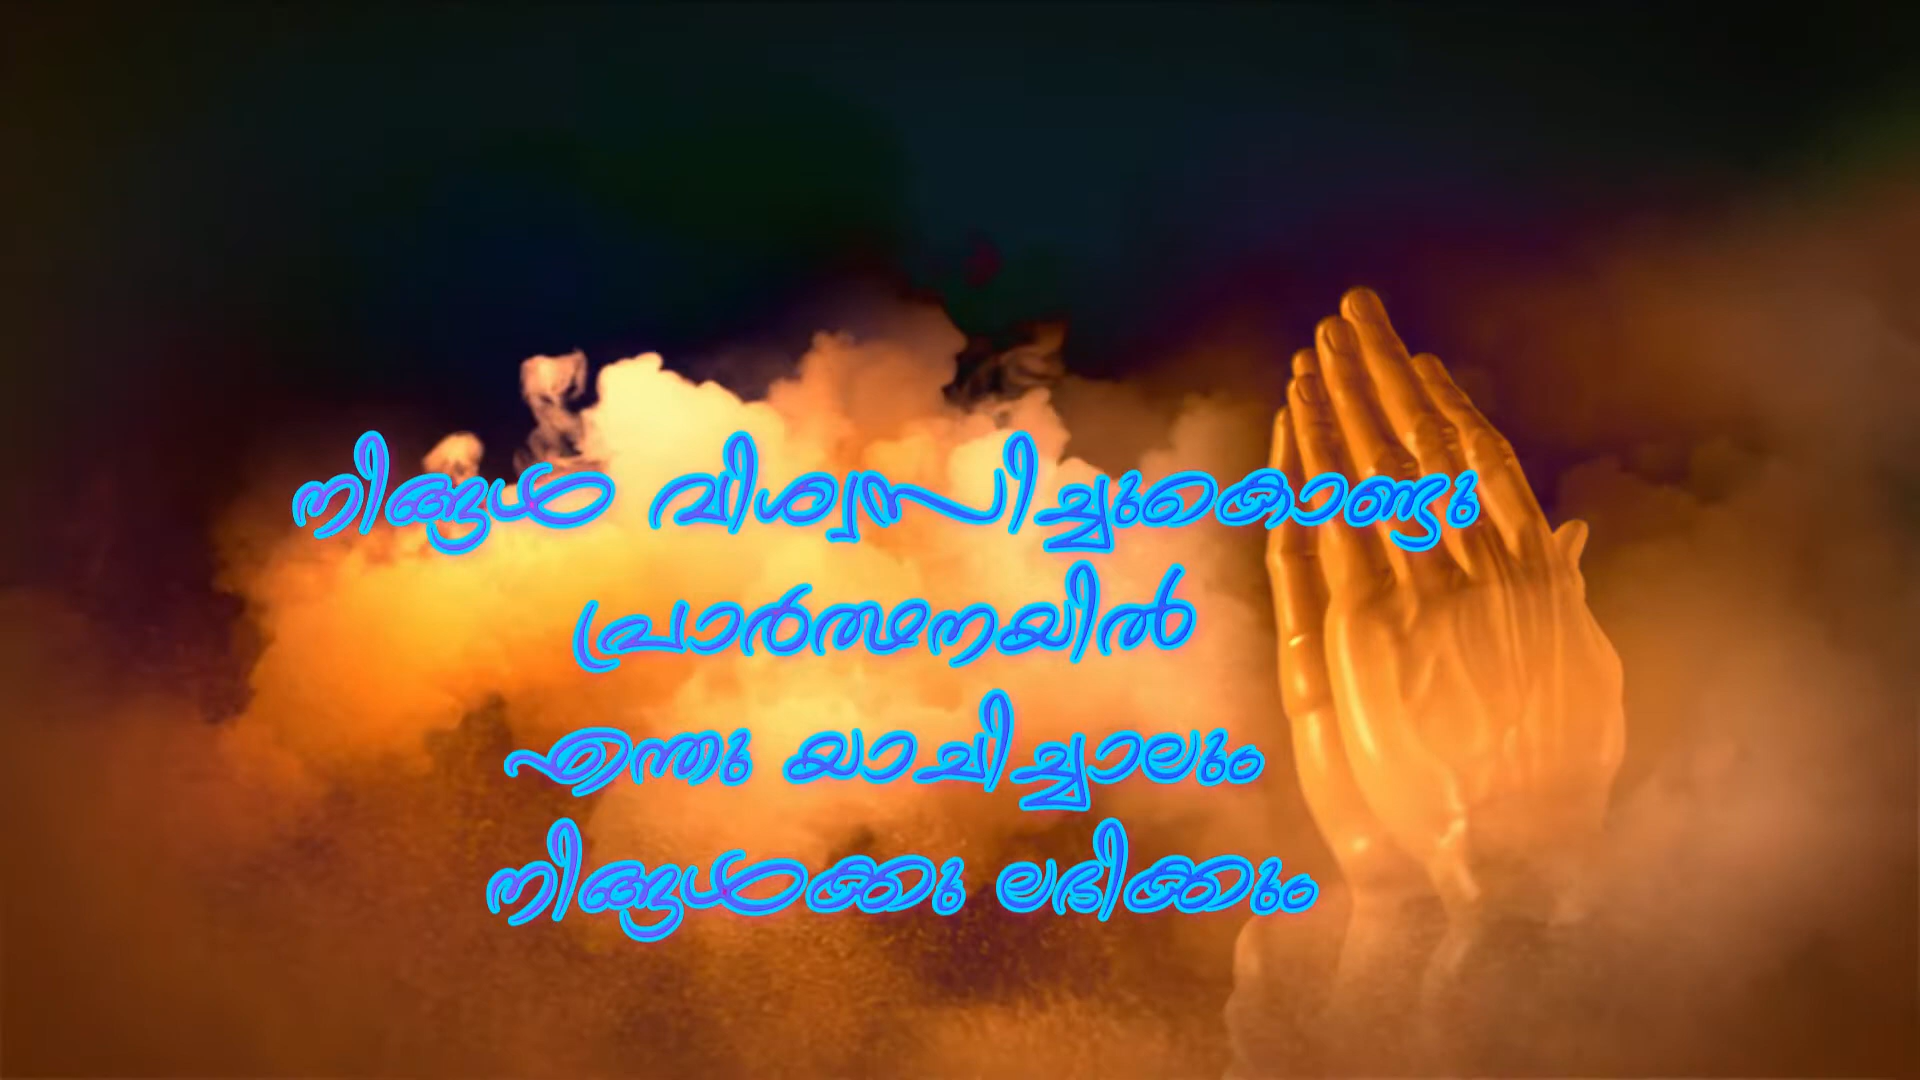 നിങ്ങൾ വിശ്വസിച്ചുകൊണ്ടു
പ്രാർത്ഥനയിൽ
എന്തു യാചിച്ചാലും
നിങ്ങൾക്കു ലഭിക്കും